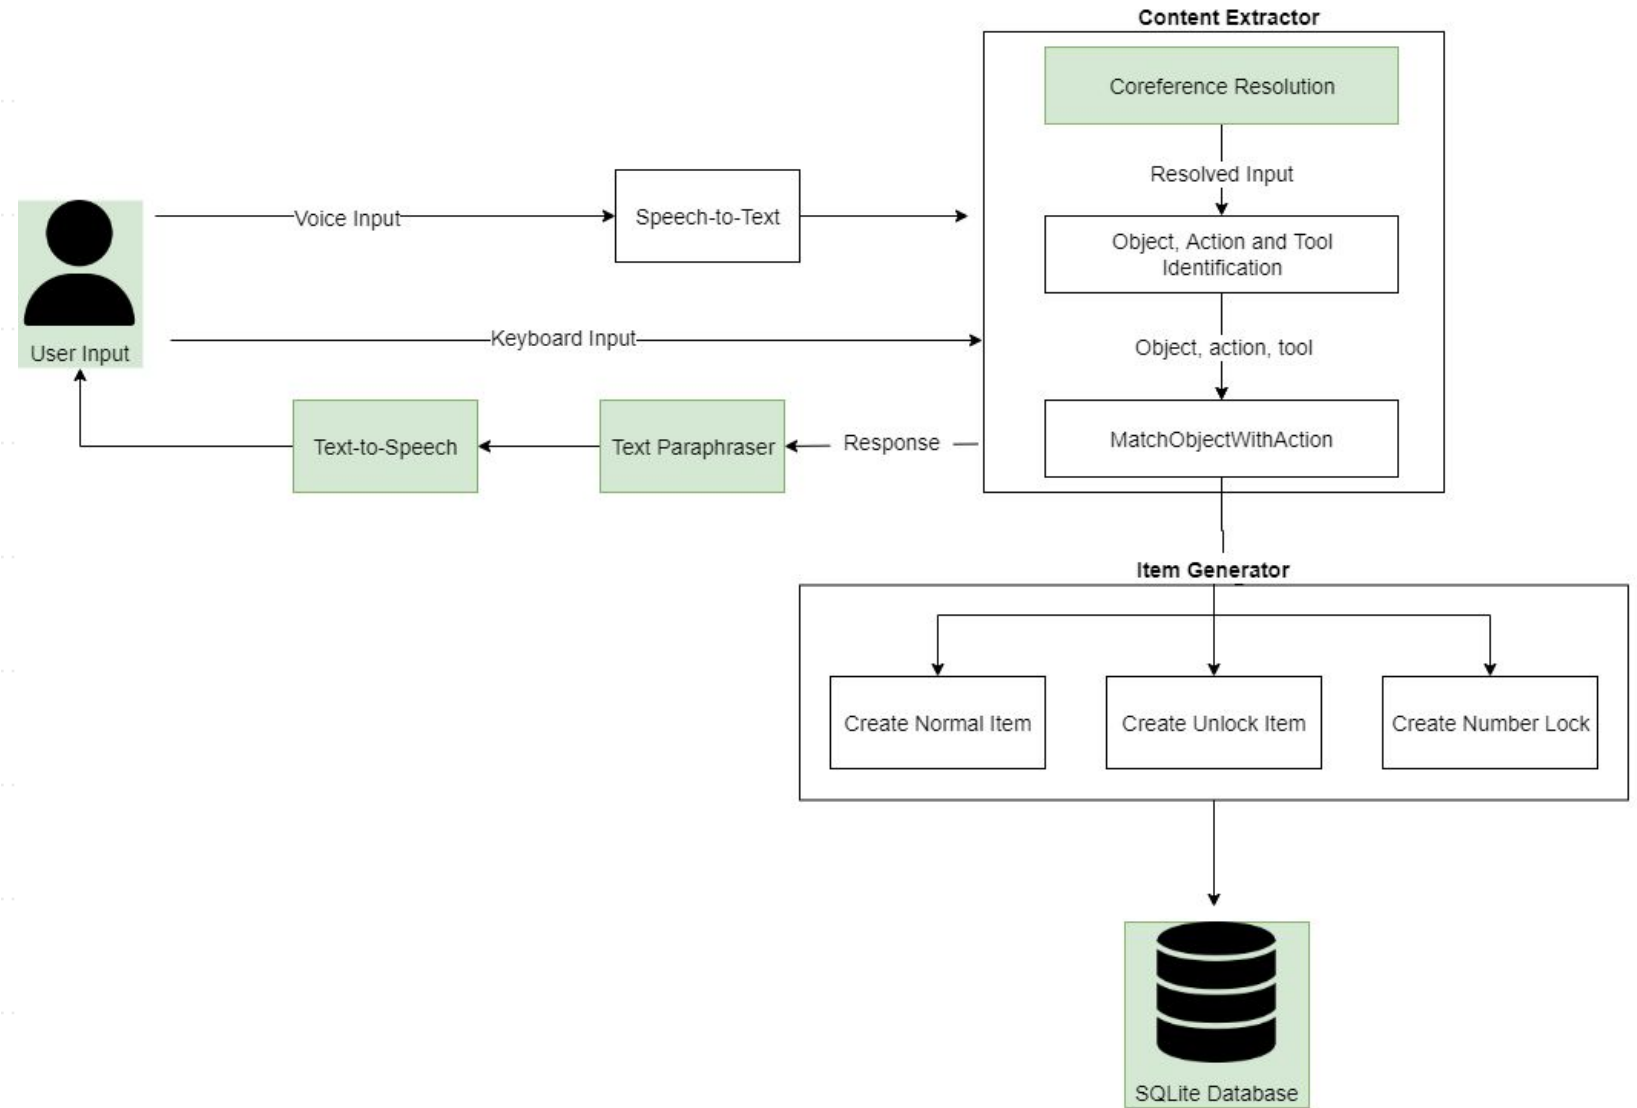 Content Extractor
Coreference Resolution
Resolved Input
Voice Input
Speech-to-Text
Object, Action and Tool
Identification
Keyboard Input
User Input
Object, action, tool
Text-to-Speech
Text Paraphraser
Response
MatchObjectWithAction
Item Generator
Create Normal Item
Create Unlock Item
Create Number Lock
SQLite Database